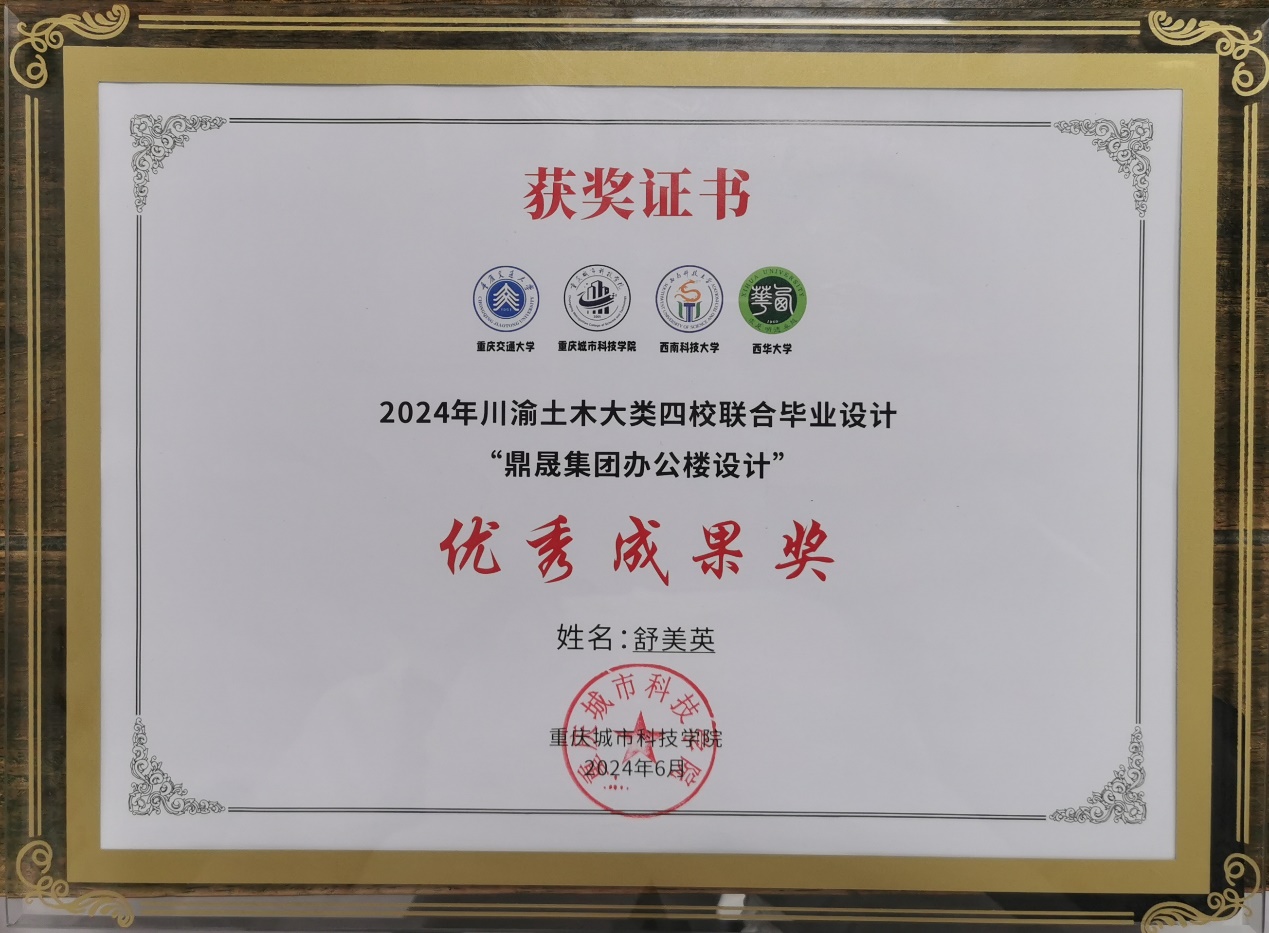 获奖证书
重庆交通大学 重庆城市科技学院 西南科技大学 西华大学
2024年川渝土木大类四校联合毕业设计
“鼎晟集团办公楼设计”
优秀成果奖
姓名：舒美英
重庆城市科技学院
2024年6月